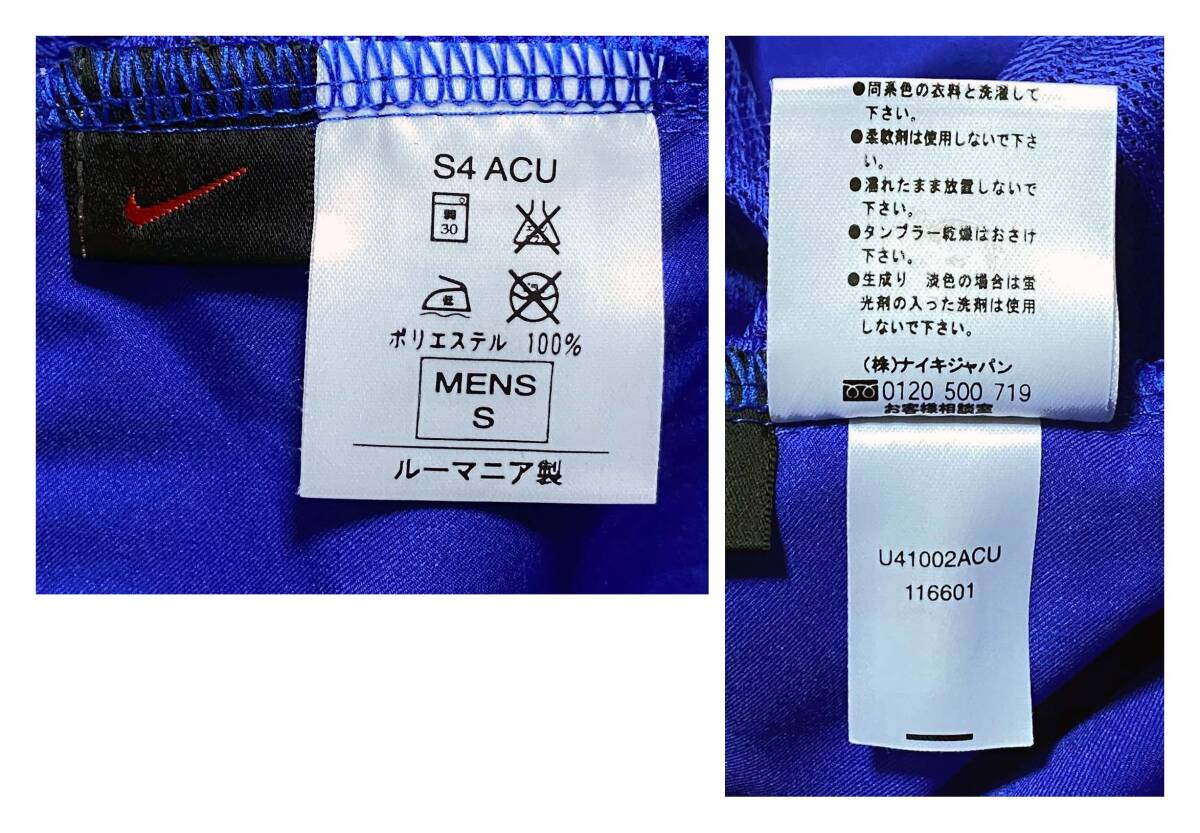 S4 ACU
弱
30
低
ポリエステル 100%
MENS
S
ルーマニア製
●同系色の衣料と洗濯して
下さい。
●柔軟剤は使用しないで下さ
い。
●濡れたまま放置しないで
下さい。
●タンブラー乾燥はおさけ
下さい。
●生成り 淡色の場合は蛍
光剤の入った洗剤は使用
しないで下さい。
(株)ナイキジャパン
0120 500 719
お客様相談室
U41002ACU
116601